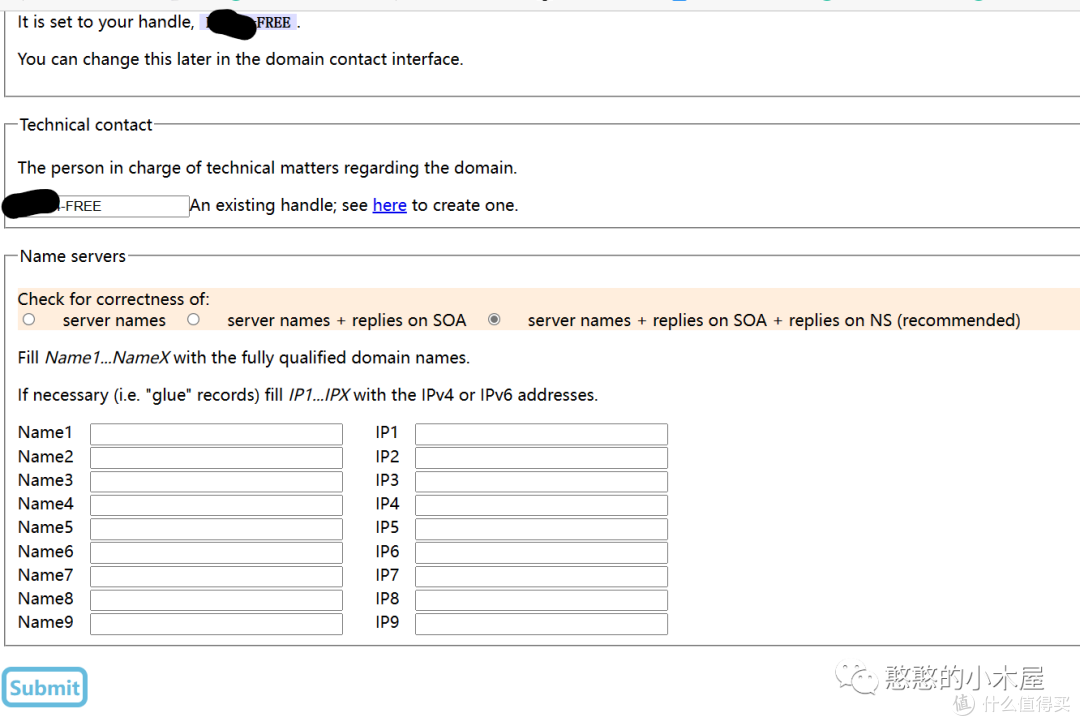 It is set to your handle, -FREE .
You can change this later in the domain contact interface.
Technical contact
The person in charge of technical matters regarding the domain.
-FREE An existing handle; see here to create one.
Name servers
Check for correctness of:
server names server names + replies on SOA server names + replies on SOA + replies on NS (recommended)
Fill Name1...NameX with the fully qualified domain names.
If necessary (i.e. "glue" records) fill IP1...IPX with the IPv4 or IPv6 addresses.
Name1 IP1
Name2 IP2
Name3 IP3
Name4 IP4
Name5 IP5
Name6 IP6
Name7 IP7
Name8 IP8
Name9 IP9
Submit
憨憨的小木屋
值 什么值得买